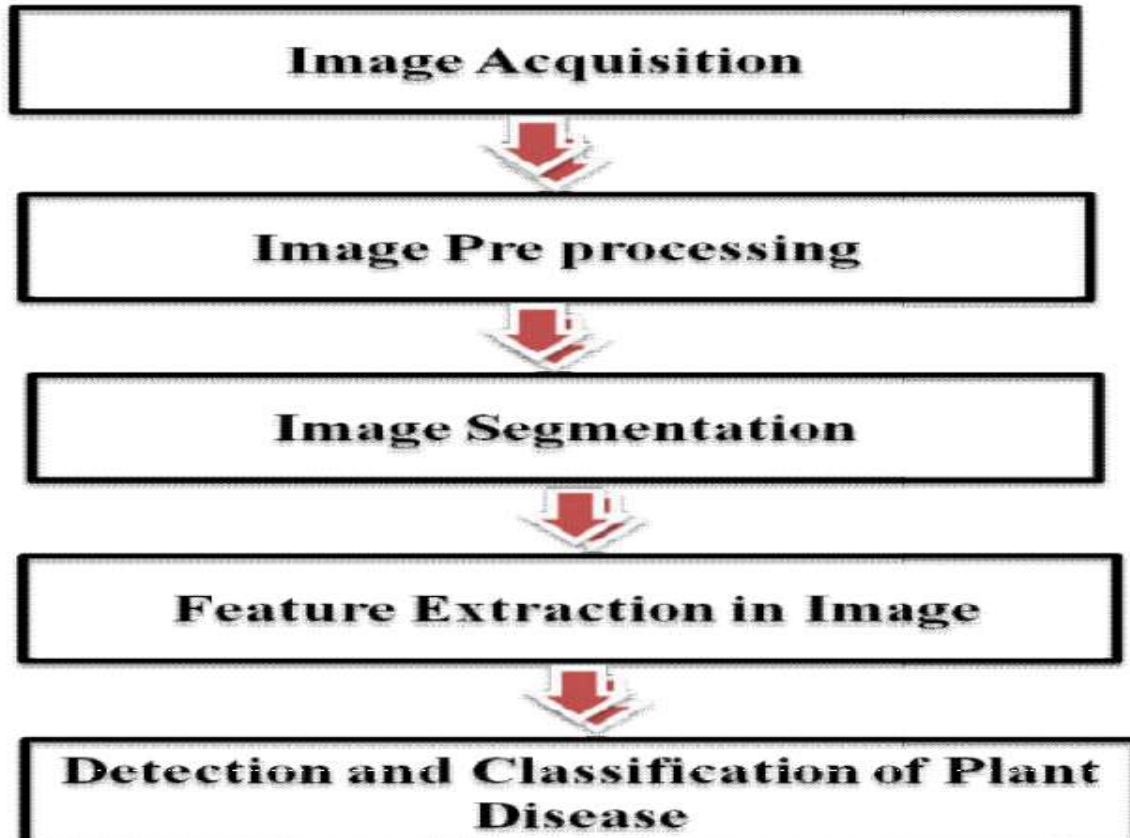 Image Acquisition
Image Pre processing
Image Segmentation
Feature Extraction in Image
Detection and Classification of Plant
Disease